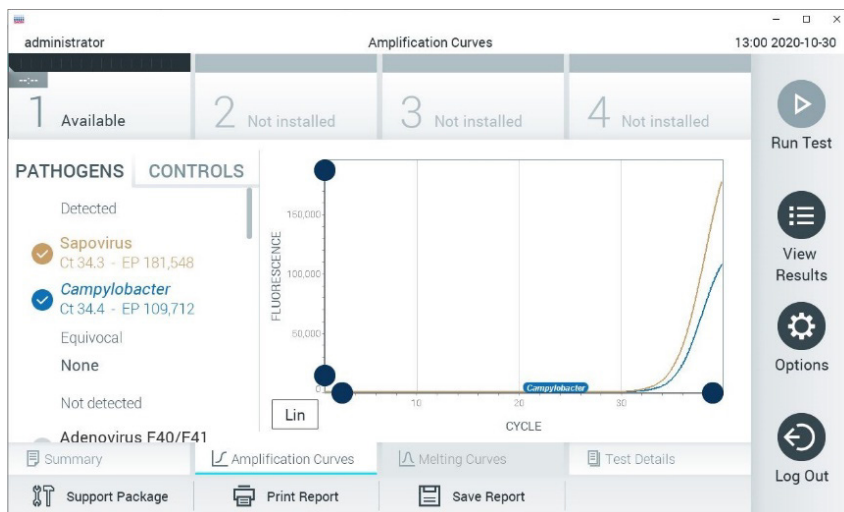 administrator
Amplification Curves
13:00 2020-10-30
--:--
1 Available
2 Not installed
3 Not installed
4 Not installed
Run Test
View
Results
Options
Log Out
PATHOGENS
CONTROLS
Detected
Sapovirus
Ct 34.3 - EP 181,548
Campylobacter
Ct 34.4 - EP 109,712
Equivocal
None
Not detected
Adenovirus F40/F41
FLUORESCENCE
150,000
100,000
50,000
0
Campylobacter
10 20 30
CYCLE
Lin
Summary
Amplification Curves
Melting Curves
Test Details
Support Package
Print Report
Save Report